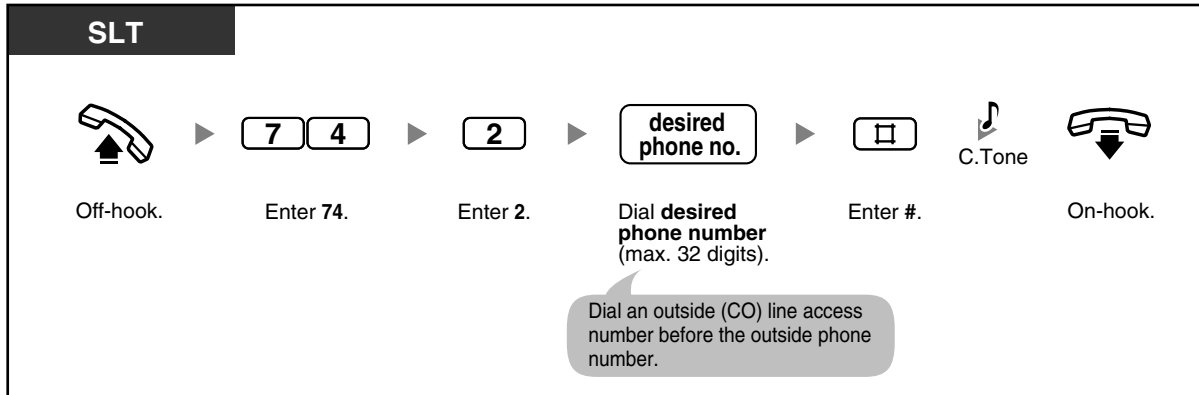 SLT
7 4
2
desired
phone no.
#
C.Tone
Off-hook.
Enter 74.
Enter 2.
Dial desired
phone number
(max. 32 digits).
Enter #.
On-hook.
Dial an outside (CO) line access
number before the outside phone
number.